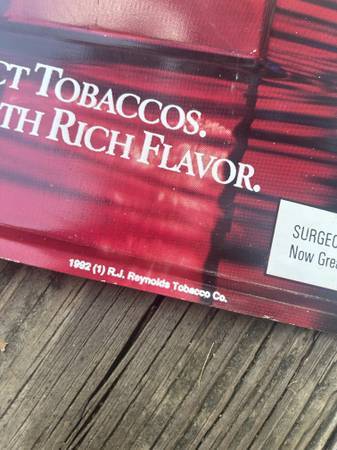 CT TOBACCOS.
TH RICH FLAVOR.
SURGEO
Now Grea
1992 (1) R.J. Reynolds Tobacco Co.